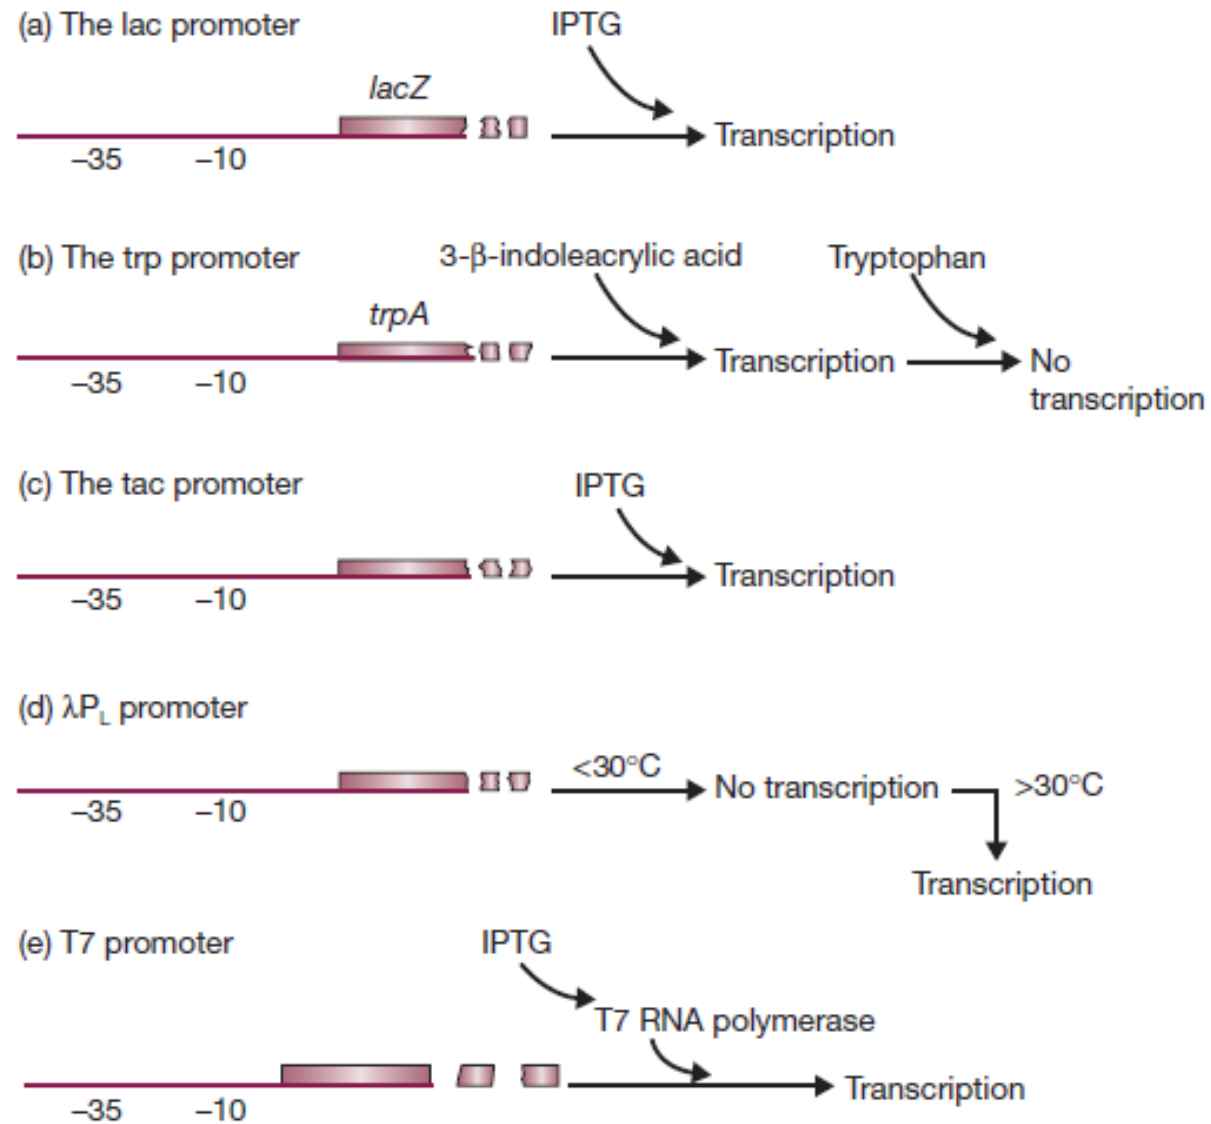 (a) The lac promoter IPTG
lacZ
Transcription
–35 –10
(b) The trp promoter 3-β-indoleacrylic acid Tryptophan
trpA
Transcription No
transcription
–35 –10
(c) The tac promoter IPTG
Transcription
–35 –10
(d) λPL promoter
<30°C
No transcription >30°C
–35 –10
Transcription
(e) T7 promoter IPTG
T7 RNA polymerase
Transcription
–35 –10